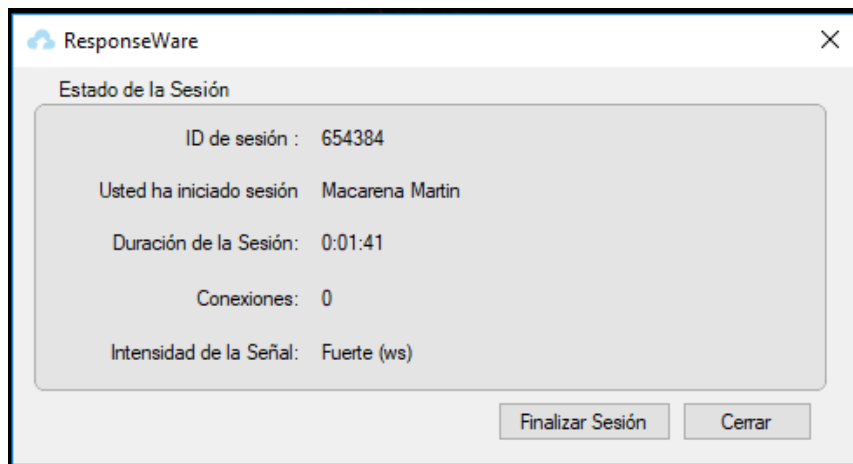 ResponseWare
Estado de la Sesión
ID de sesión : 654384
Usted ha iniciado sesión Macarena Martin
Duración de la Sesión: 0:01:41
Conexiones: 0
Intensidad de la Señal: Fuerte (ws)
Finalizar Sesión Cerrar